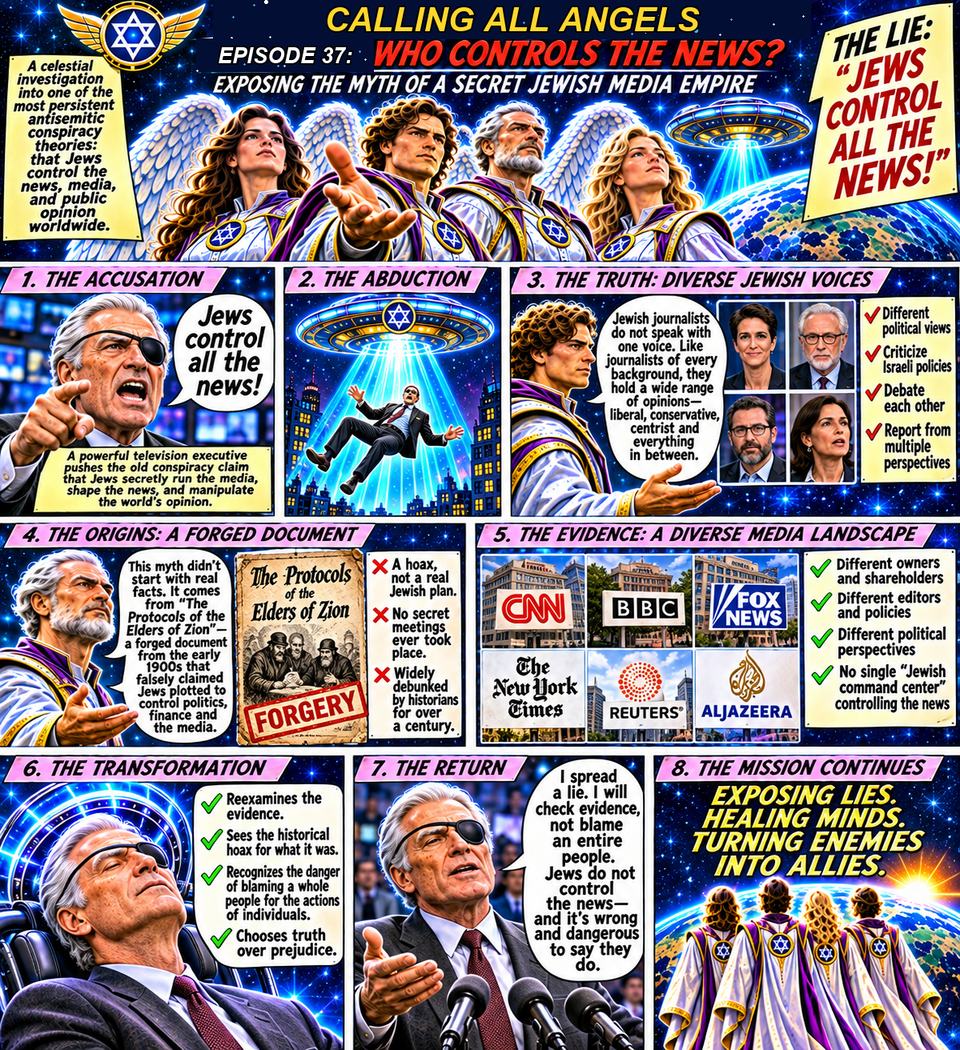 CALLING ALL ANGELS
EPISODE 37: WHO CONTROLS THE NEWS?
EXPOSING THE MYTH OF A SECRET JEWISH MEDIA EMPIRE
A celestial
investigation
into one of the
most persistent
antisemitic
conspiracy
theories:
that Jews
control the
news, media,
and public
opinion
worldwide.
THE LIE:
"JEWS
CONTROL
ALL THE
NEWS!"
1. THE ACCUSATION
Jews
control
all the
news!
A powerful television executive
pushes the old conspiracy claim
that Jews secretly run the media,
shape the news, and manipulate
the world's opinion.
2. THE ABDUCTION
3. THE TRUTH: DIVERSE JEWISH VOICES
Jewish journalists
do not speak with
one voice. Like
journalists of every
background, they
hold a wide range
of opinions—
liberal, conservative,
centrist and
everything
in between.
✓ Different
political views
✓ Criticize
Israeli policies
✓ Debate
each other
✓ Report from
multiple
perspectives
4. THE ORIGINS: A FORGED DOCUMENT
This myth didn't
start with real
facts. It comes
from "The
Protocols of the
Elders of Zion"—
a forged document
from the early
1900s that
falsely claimed
Jews plotted to
control politics,
finance and
the media.
The Protocols
of the
Elders of Zion
FORGERY
✗ A hoax,
not a real
Jewish plan.
✗ No secret
meetings
ever took
place.
✗ Widely
debunked
by historians
for over
a century.
5. THE EVIDENCE: A DIVERSE MEDIA LANDSCAPE
CNN
BBC
FOX
NEWS
The
New York
Times
REUTERS
ALJAZEERA
✓ Different owners
and shareholders
✓ Different editors
and policies
✓ Different political
perspectives
✓ No single "Jewish
command center"
controlling the news
6. THE TRANSFORMATION
✓ Reexamines the
evidence.
✓ Sees the historical
hoax for what it was.
✓ Recognizes the danger
of blaming a whole
people for the actions
of individuals.
✓ Chooses truth
over prejudice.
7. THE RETURN
I spread
a lie. I will
check evidence,
not blame
an entire
people.
Jews do not
control
the news—
and it's wrong
and dangerous
to say they
do.
8. THE MISSION CONTINUES
EXPOSING LIES.
HEALING MINDS.
TURNING ENEMIES
INTO ALLIES.